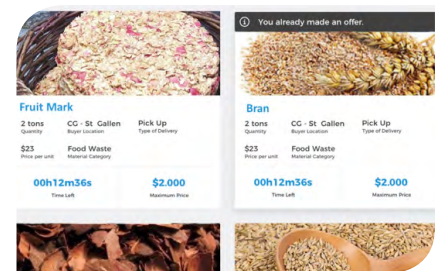 You already made an offer.
Fruit Mark
2 tons CG - St Gallen Pick Up
Quantity Buyer Location Type of Delivery
$23 Food Waste
Price per unit Material Category
00h12m36s $2.000
Time Left Maximum Price
Bran
2 tons CG - St Gallen Pick Up
Quantity Buyer Location Type of Delivery
$23 Food Waste
Price per unit Material Category
00h12m36s $2.000
Time Left Maximum Price